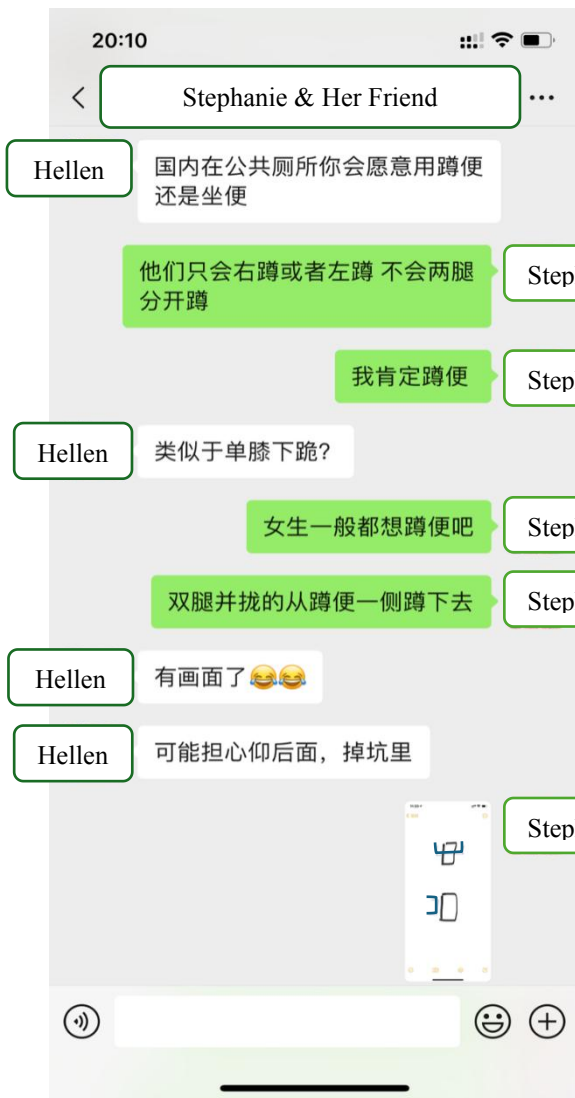 20:10
Stephanie & Her Friend
Hellen
国内在公共厕所你会愿意用蹲便
还是坐便
他们只会右蹲或者左蹲 不会两腿
分开蹲
Step
我肯定蹲便
Step
Hellen
类似于单膝下跪?
女生一般都想蹲便吧
Step
双腿并拢的从蹲便一侧蹲下去
Step
Hellen
有画面了😂😂
Hellen
可能担心仰后面，掉坑里
Step